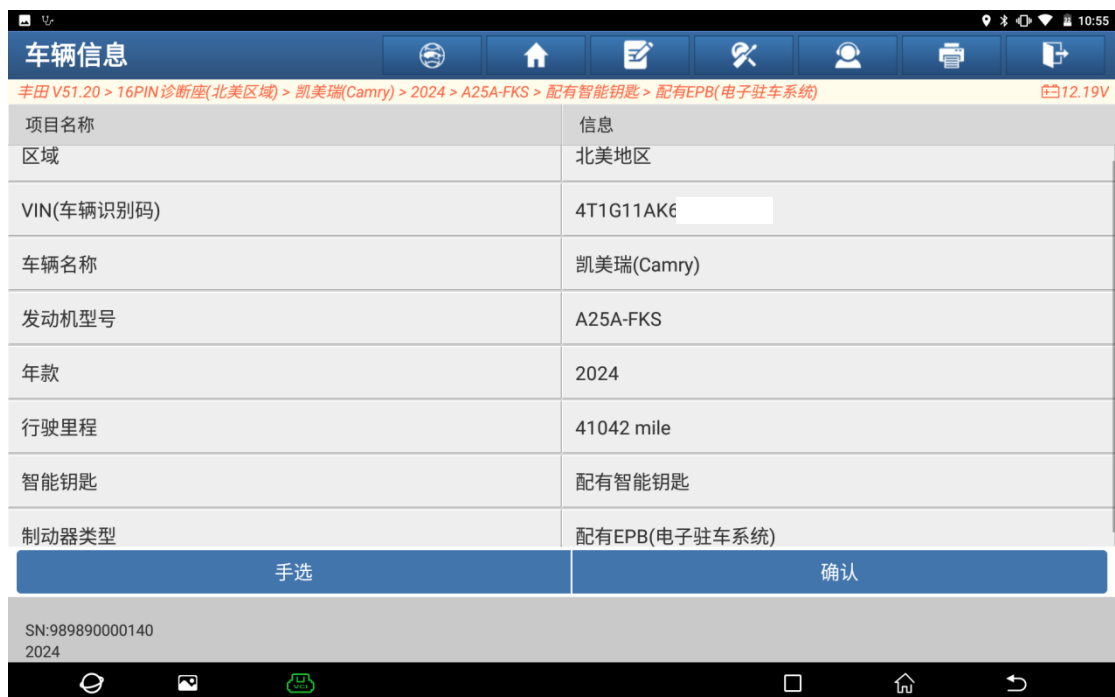 10:55
车辆信息
丰田 V51.20 > 16PIN诊断座(北美区域) > 凯美瑞(Camry) > 2024 > A25A-FKS > 配有智能钥匙 > 配有EPB(电子驻车系统) 12.19V
项目名称 信息
区域 北美地区
VIN(车辆识别码) 4T1G11AK6
车辆名称 凯美瑞(Camry)
发动机型号 A25A-FKS
年款 2024
行驶里程 41042 mile
智能钥匙 配有智能钥匙
制动器类型 配有EPB(电子驻车系统)
手选 确认
SN:989890000140
2024
VCI